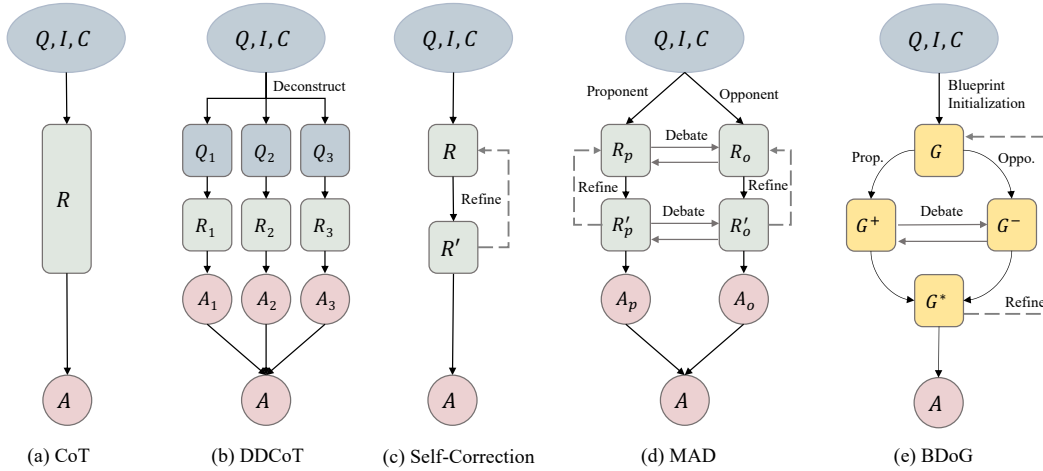 Q, I, C
R
A
(a) CoT
Q, I, C
Deconstruct
Q₁ Q₂ Q₃
R₁ R₂ R₃
A₁ A₂ A₃
A
(b) DDCoT
Q, I, C
R
Refine
R′
A
(c) Self-Correction
Q, I, C
Proponent Opponent
Rₚ Debate Rₒ
Refine Refine
R′ₚ Debate R′ₒ
Aₚ Aₒ
A
(d) MAD
Q, I, C
Blueprint
Initialization
G
Prop. Oppo.
G⁺ Debate G⁻
G* Refine
A
(e) BDoG